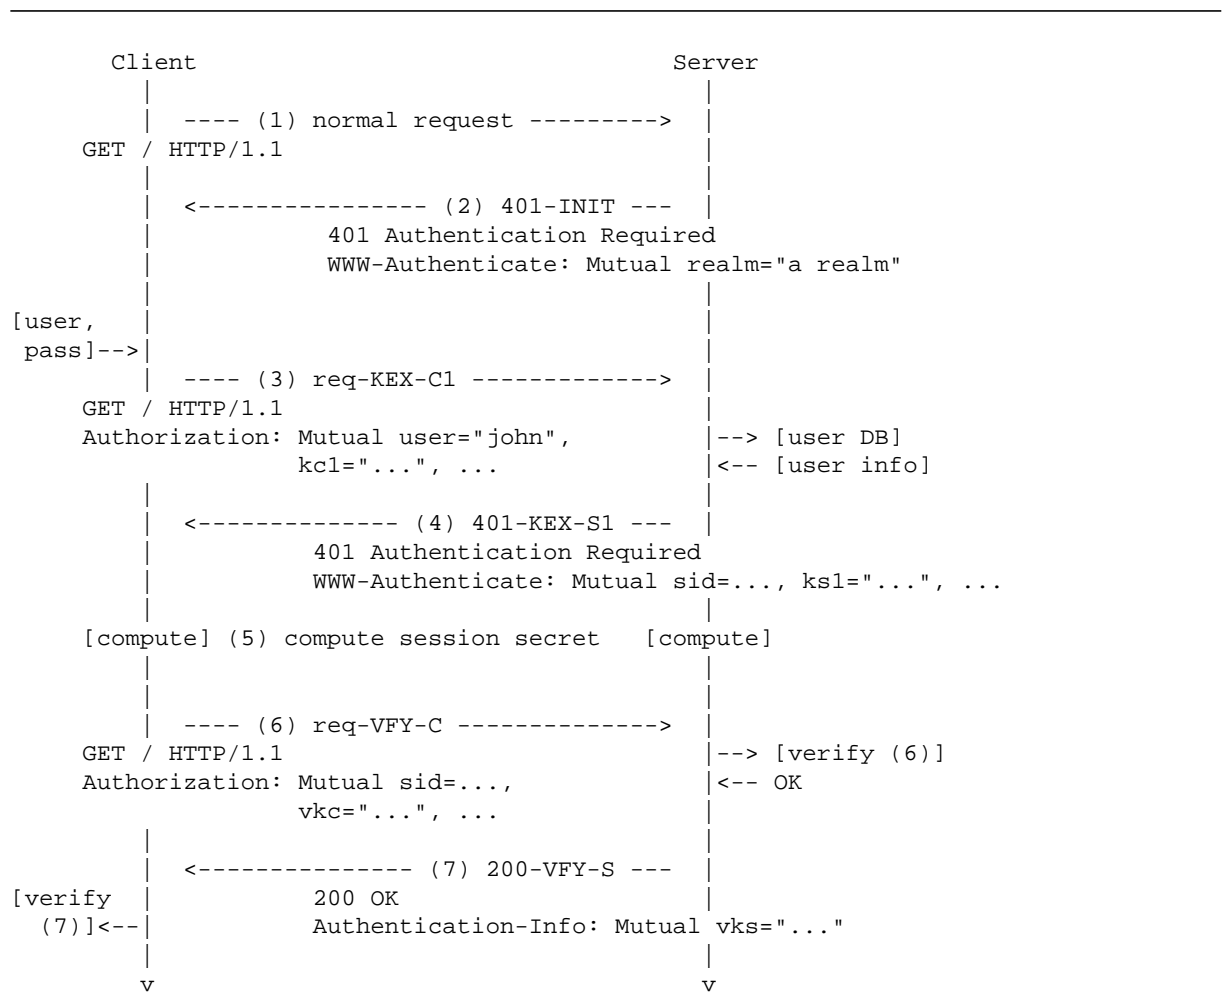 Client                                 Server
  |                                      |
  |  ---- (1) normal request --------->  |
GET / HTTP/1.1                           |
  |                                      |
  |  <---------------- (2) 401-INIT ---  |
  |            401 Authentication Required
  |            WWW-Authenticate: Mutual realm="a realm"
  |                                      |
[user,    |                                      |
pass]-->|                                      |
  |  ---- (3) req-KEX-C1 ------------->  |
GET / HTTP/1.1                           |
Authorization: Mutual user="john",          |--> [user DB]
kc1="...", ...              |<-- [user info]
  |                                      |
  |  <-------------- (4) 401-KEX-S1 ---  |
  |           401 Authentication Required
  |           WWW-Authenticate: Mutual sid=..., ks1="...", ...
  |                                      |
[compute] (5) compute session secret   [compute]
  |                                      |
  |                                      |
  |  ---- (6) req-VFY-C -------------->  |
GET / HTTP/1.1                              |--> [verify (6)]
Authorization: Mutual sid=...,              |<-- OK
vkc="...", ...              |
  |                                      |
  |  <--------------- (7) 200-VFY-S ---  |
[verify  |           200 OK                     |
(7)]<--|           Authentication-Info: Mutual vks="..."
  |                                      |
  v                                      v